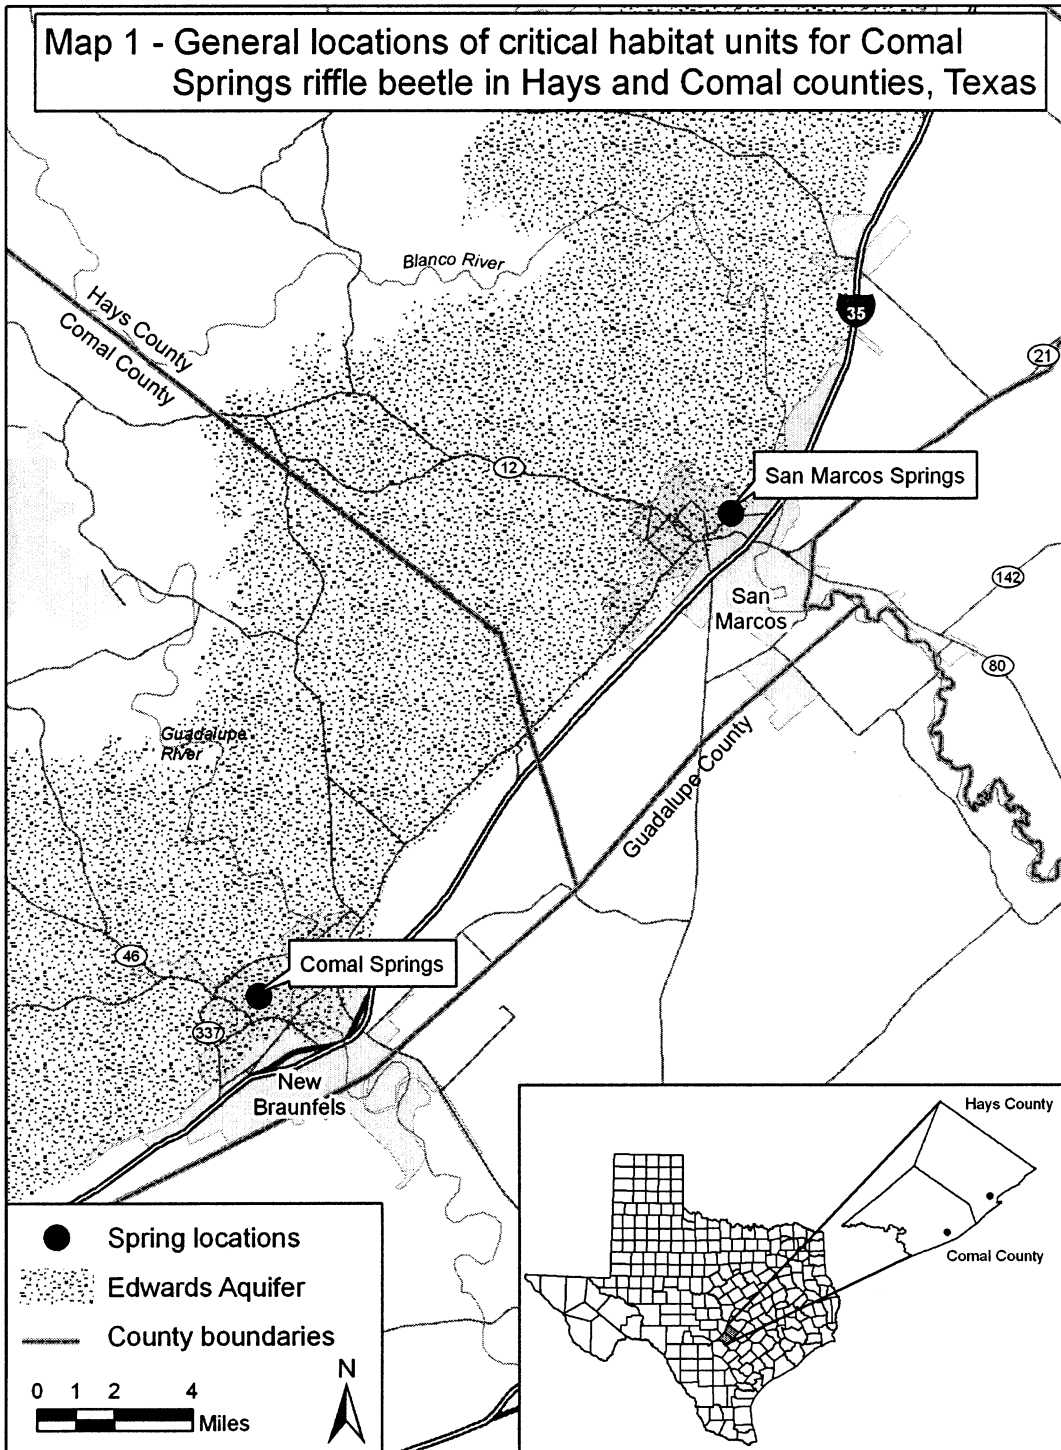 Map 1 - General locations of critical habitat units for Comal
Springs riffle beetle in Hays and Comal counties, Texas
Blanco River
Hays County
Comal County
35
21
12
San Marcos Springs
142
San
Marcos
80
Guadalupe
River
Guadalupe County
46
Comal Springs
337
New
Braunfels
Hays County
Comal County
Spring locations
Edwards Aquifer
County boundaries
N
0 1 2 4
Miles